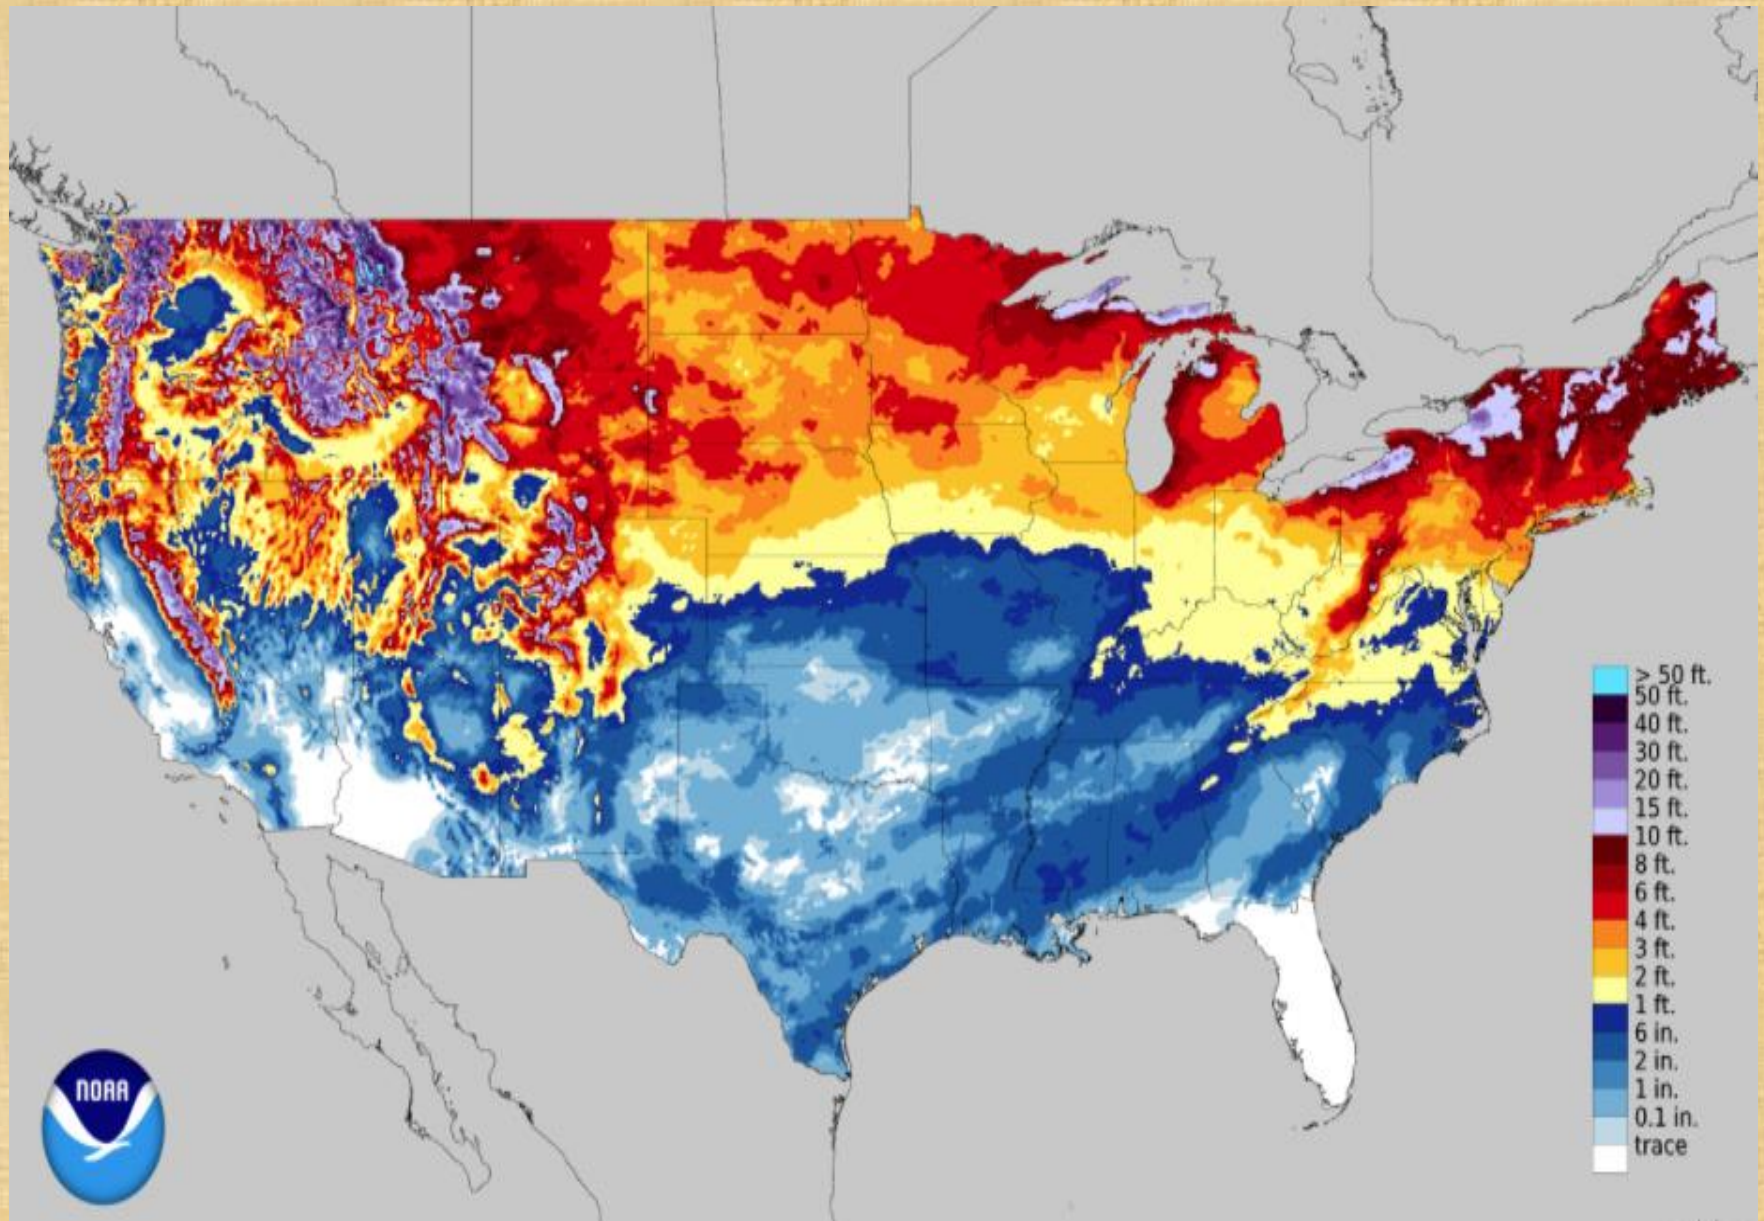 > 50 ft.
50 ft.
40 ft.
30 ft.
20 ft.
15 ft.
10 ft.
8 ft.
6 ft.
4 ft.
3 ft.
2 ft.
1 ft.
6 in.
2 in.
1 in.
0.1 in.
trace
NOAA